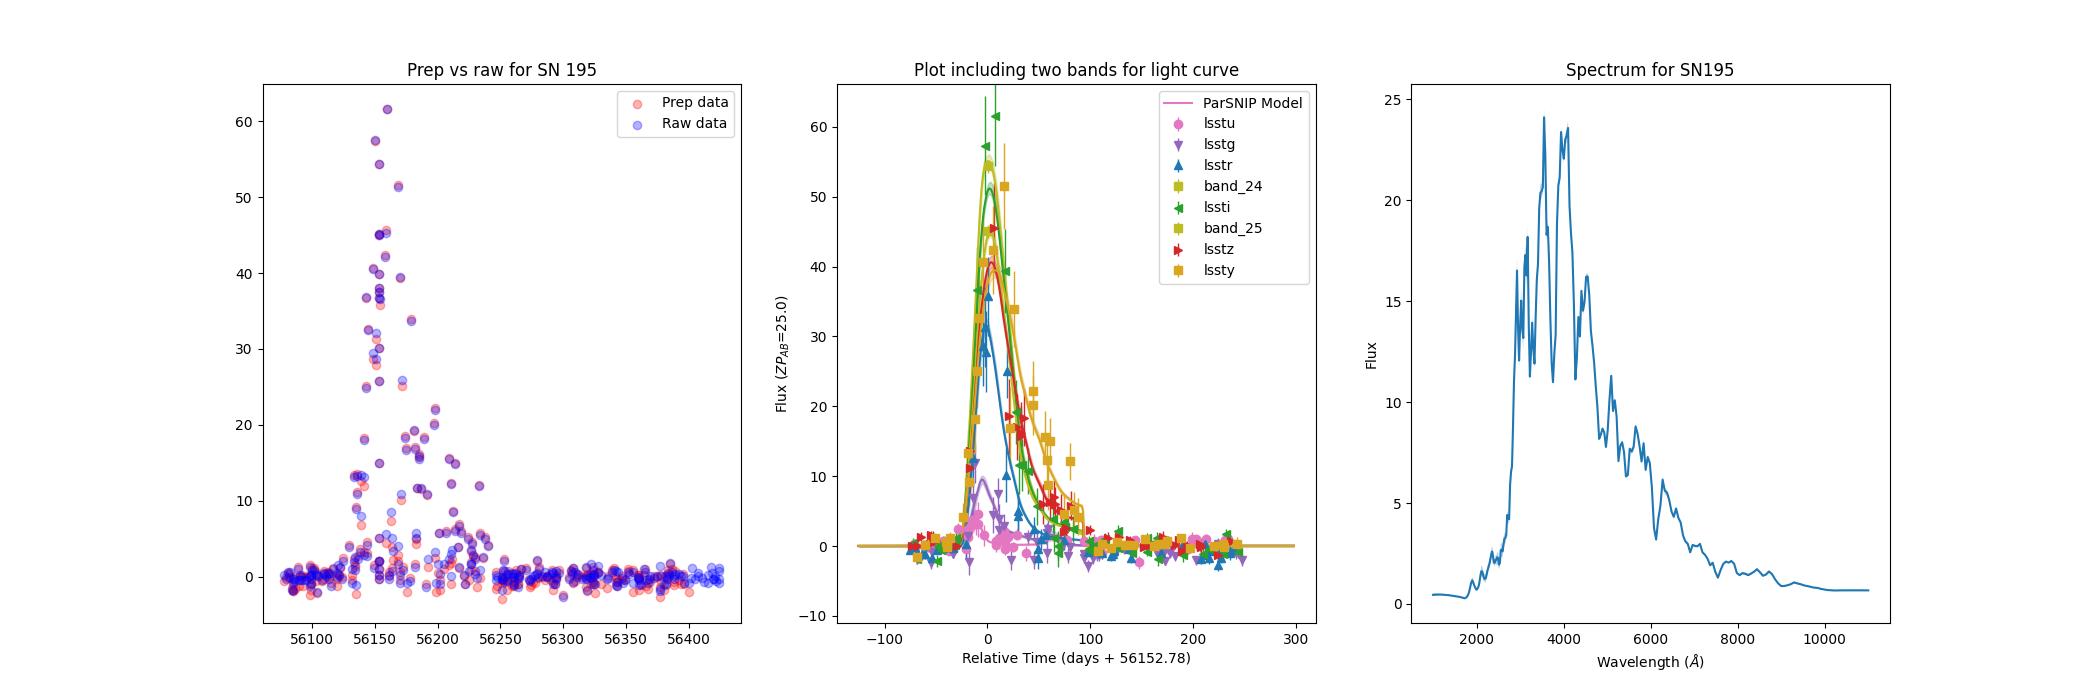 Prep vs raw for SN 195
Prep data
Raw data
60
50
40
30
20
10
0
56100 56150 56200 56250 56300 56350 56400
Plot including two bands for light curve
ParSNIP Model
lsstu
lsstg
lsstr
band_24
lssti
band_25
lsstz
lssty
Flux (ZP_AB=25.0)
60
50
40
30
20
10
0
−10
−100 0 100 200 300
Relative Time (days + 56152.78)
Spectrum for SN195
Flux
25
20
15
10
5
0
2000 4000 6000 8000 10000
Wavelength (Å)